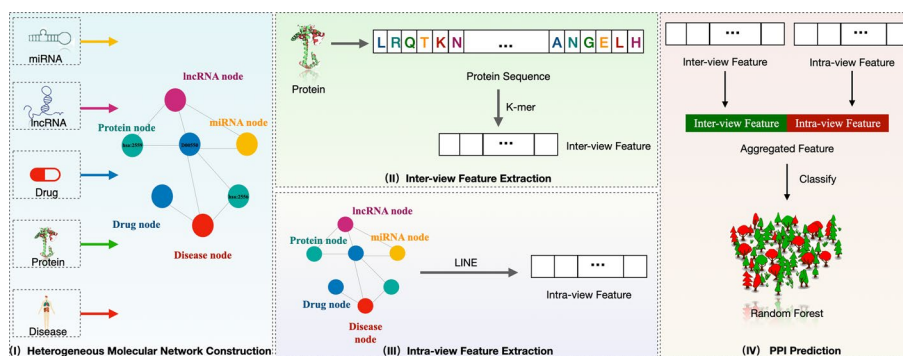 miRNA
lncRNA
Drug
Protein
Disease
lncRNA node
Protein node
miRNA node
Drug node
Disease node
(I) Heterogeneous Molecular Network Construction
Protein
L R Q T K N ... A N G E L H
Protein Sequence
K-mer
...
Inter-view Feature
(II) Inter-view Feature Extraction
lncRNA node
Protein node
miRNA node
Drug node
Disease node
LINE
...
Intra-view Feature
(III) Intra-view Feature Extraction
... ...
Inter-view Feature Intra-view Feature
Inter-view Feature Intra-view Feature
Aggregated Feature
Classify
Random Forest
(IV) PPI Prediction